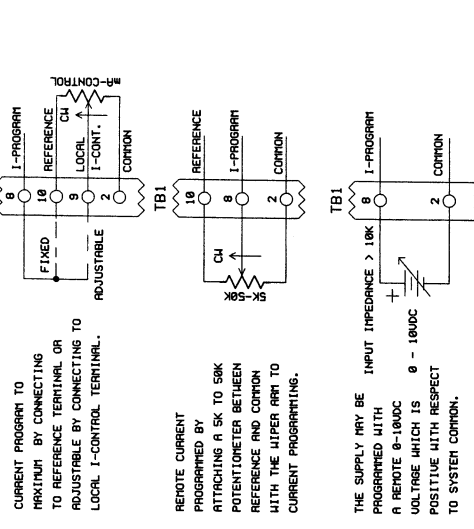 CURRENT PROGRAM TO
MAXIMUM BY CONNECTING
TO REFERENCE TERMINAL OR
ADJUSTABLE BY CONNECTING TO
LOCAL I-CONTROL TERMINAL.
FIXED
ADJUSTABLE
8
10
9
2
I-PROGRAM
REFERENCE
LOCAL
I-CONT.
COMMON
CW
mA-CONTROL
REMOTE CURRENT
PROGRAMMED BY
ATTACHING A 5K TO 50K
POTENTIOMETER BETWEEN
REFERENCE AND COMMON
WITH THE WIPER ARM TO
CURRENT PROGRAMMING.
5K-50K
CW
TB1
10
8
2
REFERENCE
I-PROGRAM
COMMON
THE SUPPLY MAY BE
PROGRAMMED WITH
A REMOTE 0-10VDC
VOLTAGE WHICH IS
POSITIVE WITH RESPECT
TO SYSTEM COMMON.
INPUT IMPEDANCE > 10K
+
0 - 10VDC
TB1
8
2
I-PROGRAM
COMMON